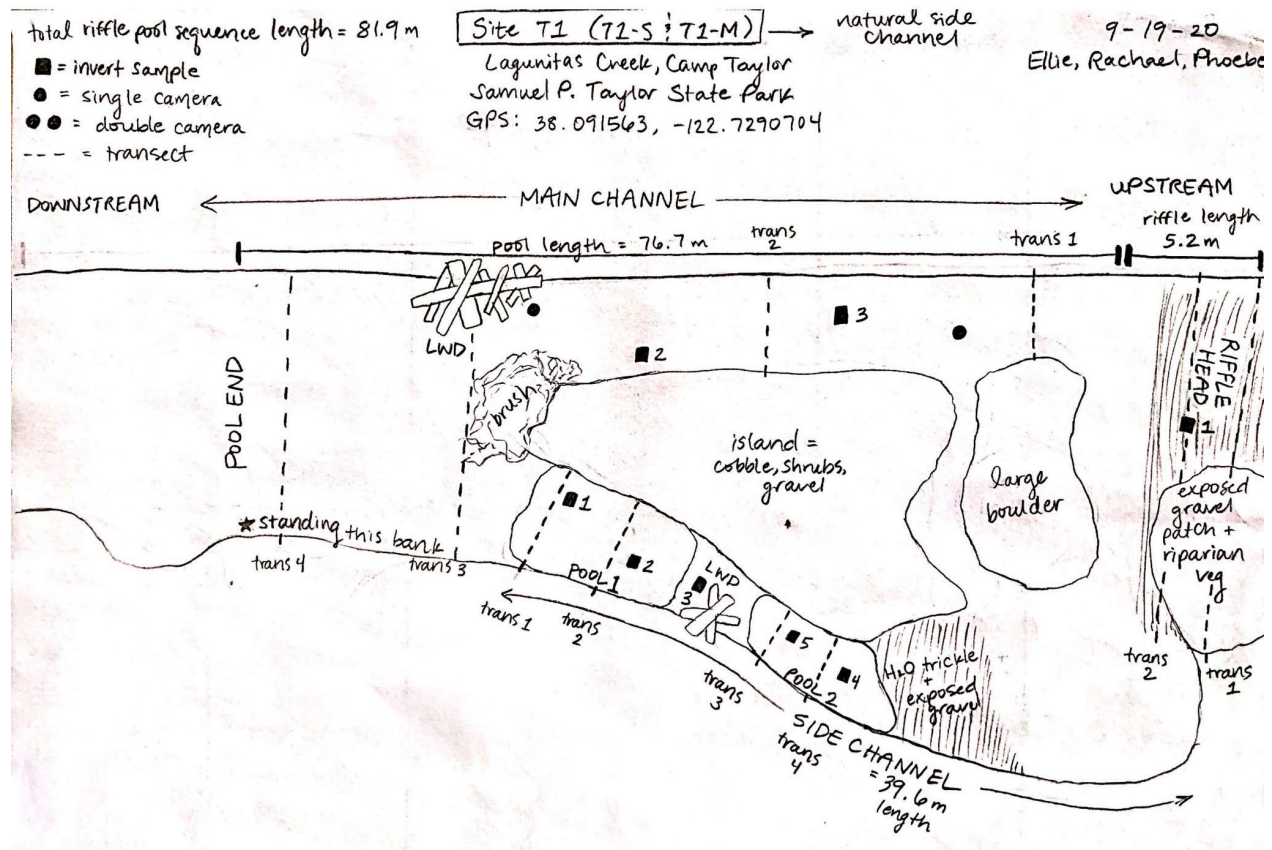 total riffle pool sequence length = 81.9 m
■ = invert sample
● = single camera
●● = double camera
---- = transect
Site T1 (T1-S & T1-M) → natural side channel
Lagunitas Creek, Camp Taylor
Samuel P. Taylor State Park
GPS: 38.091563, -122.7290704
9-19-20
Ellie, Rachael, Phoebe
DOWNSTREAM
MAIN CHANNEL
UPSTREAM
riffle length
5.2 m
pool length = 76.7 m
trans
2
trans 1
LWD
2
3
RIFFLE
HEAD
1
POOL END
brush
island =
cobble, shrubs,
gravel
large
boulder
exposed
gravel
patch +
riparian
veg
★ standing this bank
trans 4
trans 3
1
2
POOL 1
3
LWD
5
4
POOL 2
H2O trickle
+
exposed
gravel
trans 1
trans
2
trans
3
trans
4
trans
2
trans
1
SIDE CHANNEL
= 39.6 m
length